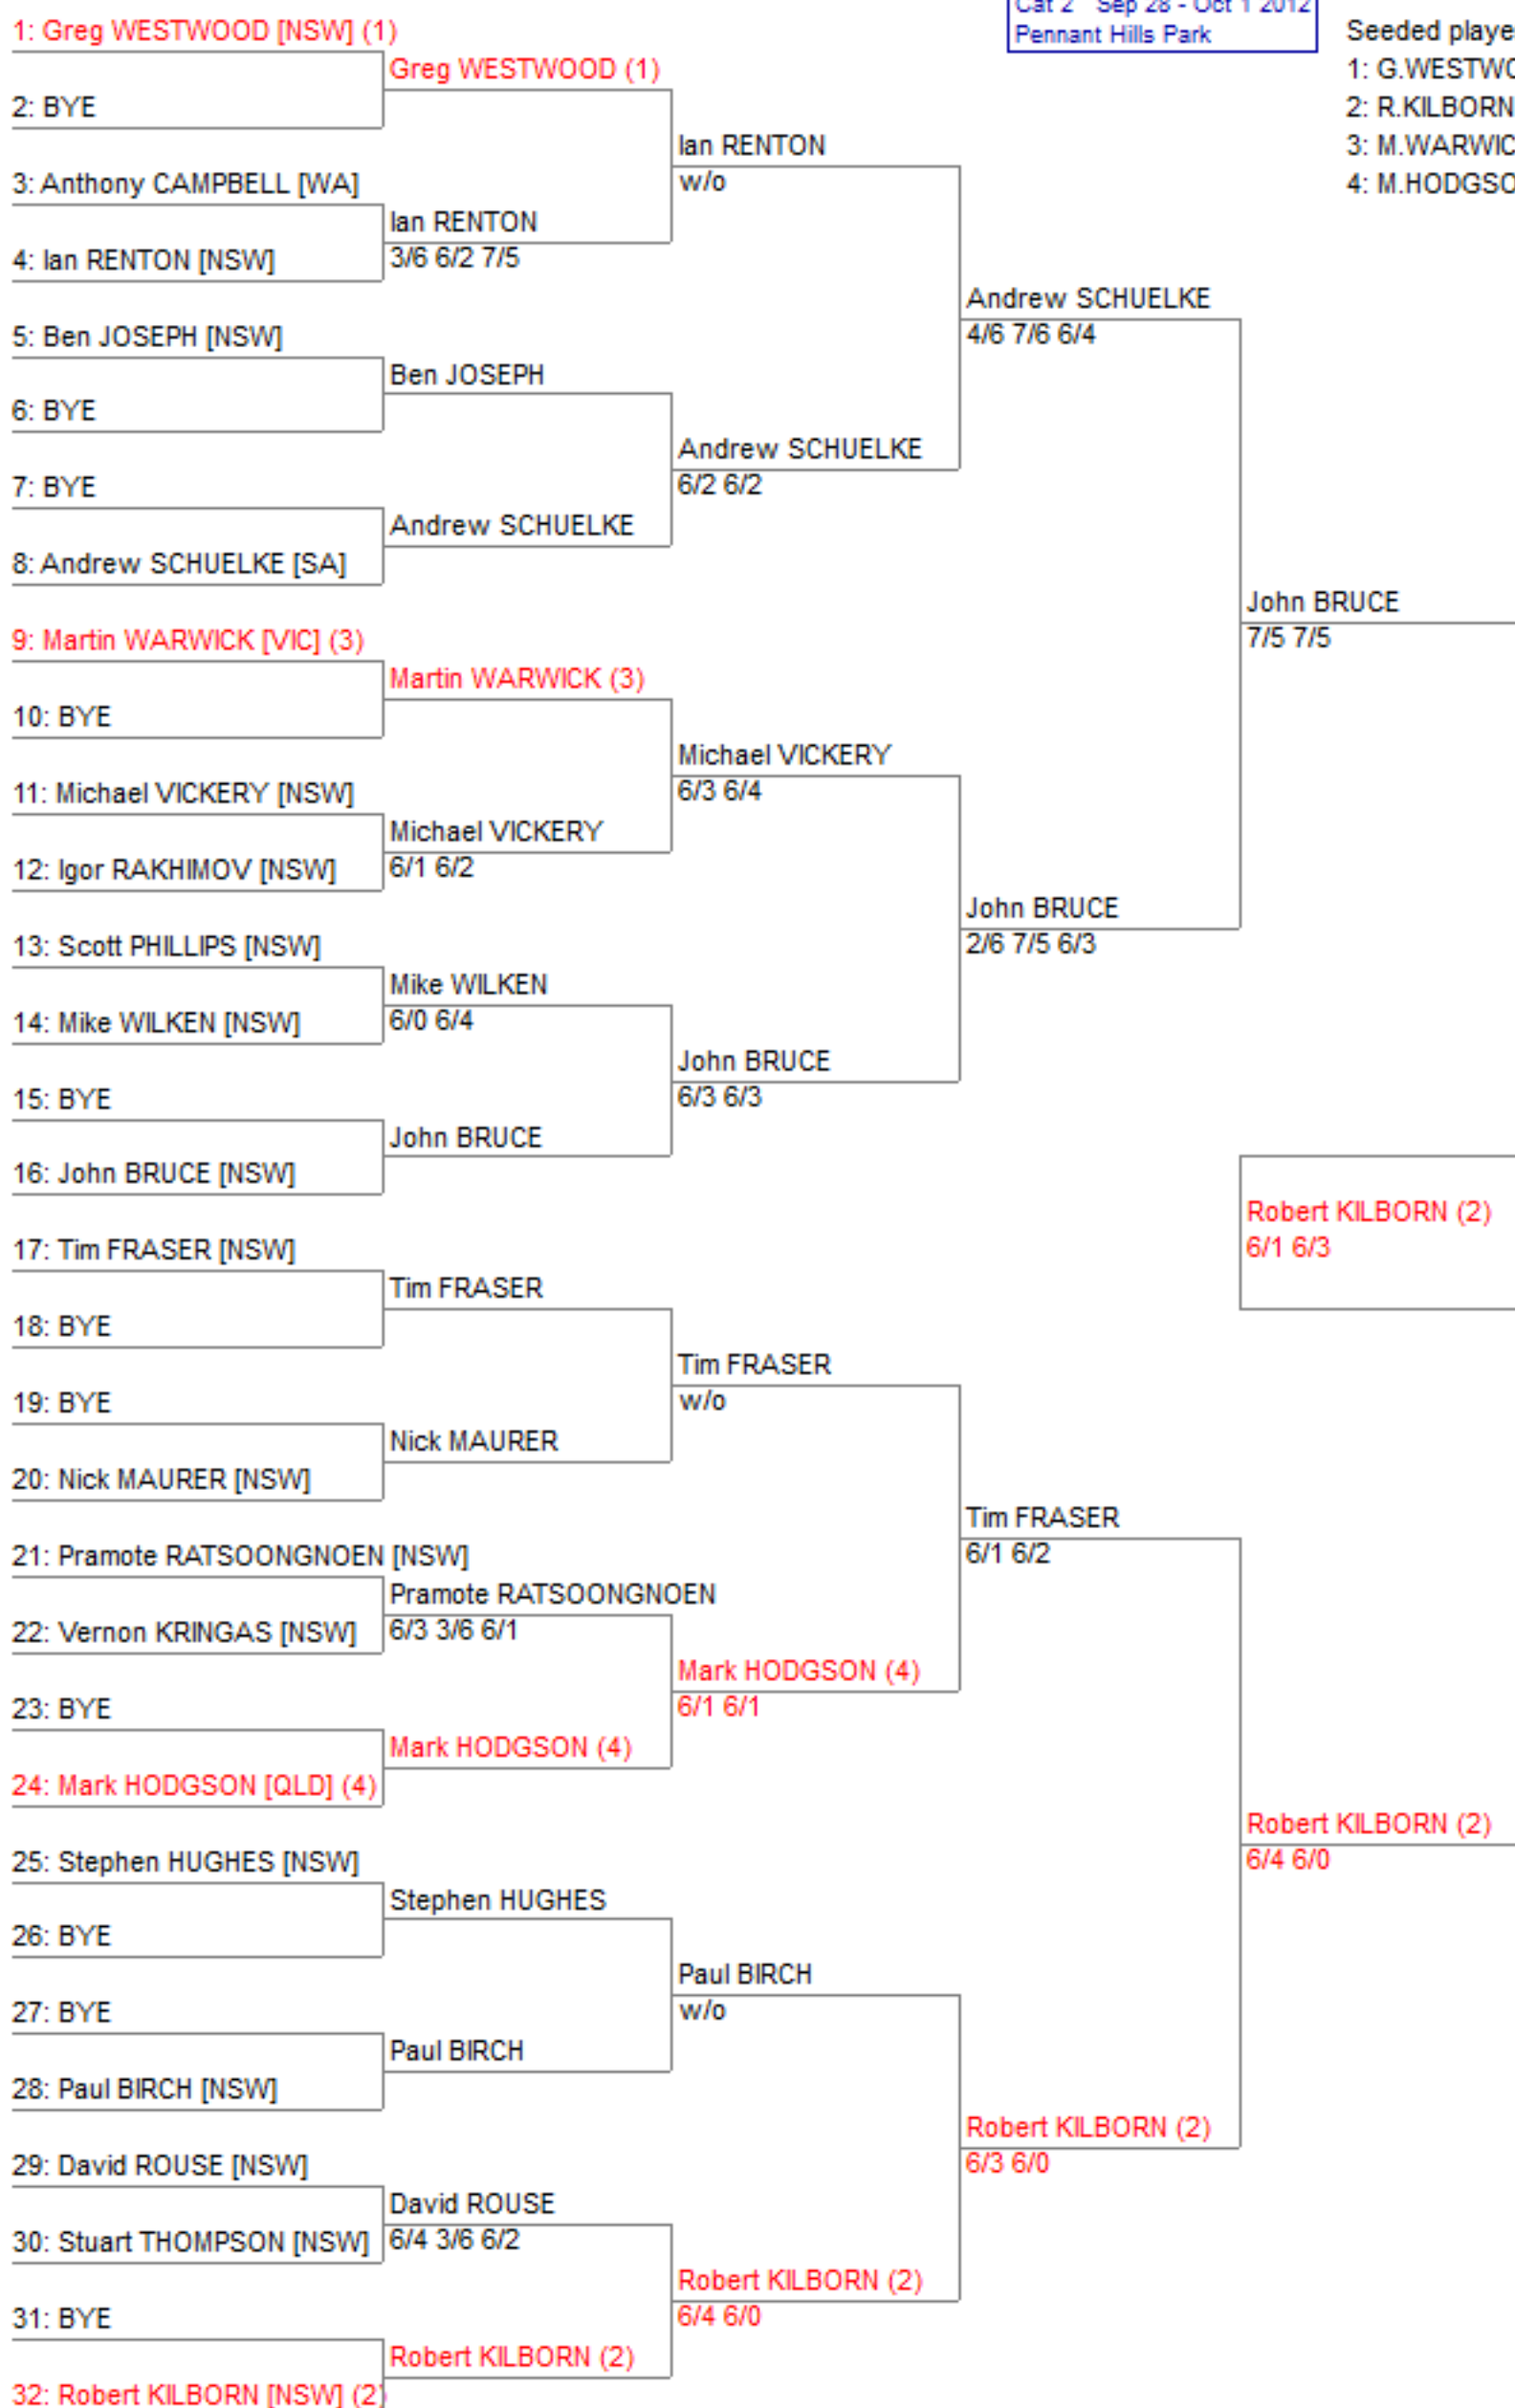 Cat 2 Sep 28 - Oct 1 2012
Pennant Hills Park
Seeded playe
1: G.WESTWO
2: R.KILBORN
3: M.WARWIC
4: M.HODGSO
1: Greg WESTWOOD [NSW] (1)
2: BYE
3: Anthony CAMPBELL [WA]
4: Ian RENTON [NSW]
5: Ben JOSEPH [NSW]
6: BYE
7: BYE
8: Andrew SCHUELKE [SA]
9: Martin WARWICK [VIC] (3)
10: BYE
11: Michael VICKERY [NSW]
12: Igor RAKHIMOV [NSW]
13: Scott PHILLIPS [NSW]
14: Mike WILKEN [NSW]
15: BYE
16: John BRUCE [NSW]
17: Tim FRASER [NSW]
18: BYE
19: BYE
20: Nick MAURER [NSW]
21: Pramote RATSOONGNOEN [NSW]
22: Vernon KRINGAS [NSW]
23: BYE
24: Mark HODGSON [QLD] (4)
25: Stephen HUGHES [NSW]
26: BYE
27: BYE
28: Paul BIRCH [NSW]
29: David ROUSE [NSW]
30: Stuart THOMPSON [NSW]
31: BYE
32: Robert KILBORN [NSW] (2)
Greg WESTWOOD (1)
Ian RENTON
3/6 6/2 7/5
Ben JOSEPH
Andrew SCHUELKE
Martin WARWICK (3)
Michael VICKERY
6/1 6/2
Mike WILKEN
6/0 6/4
John BRUCE
Tim FRASER
Nick MAURER
Pramote RATSOONGNOEN
6/3 3/6 6/1
Mark HODGSON (4)
Stephen HUGHES
Paul BIRCH
David ROUSE
6/4 3/6 6/2
Robert KILBORN (2)
Ian RENTON
w/o
Andrew SCHUELKE
6/2 6/2
Michael VICKERY
6/3 6/4
John BRUCE
6/3 6/3
Tim FRASER
w/o
Mark HODGSON (4)
6/1 6/1
Paul BIRCH
w/o
Robert KILBORN (2)
6/4 6/0
Andrew SCHUELKE
4/6 7/6 6/4
John BRUCE
2/6 7/5 6/3
Tim FRASER
6/1 6/2
Robert KILBORN (2)
6/3 6/0
John BRUCE
7/5 7/5
Robert KILBORN (2)
6/1 6/3
Robert KILBORN (2)
6/4 6/0